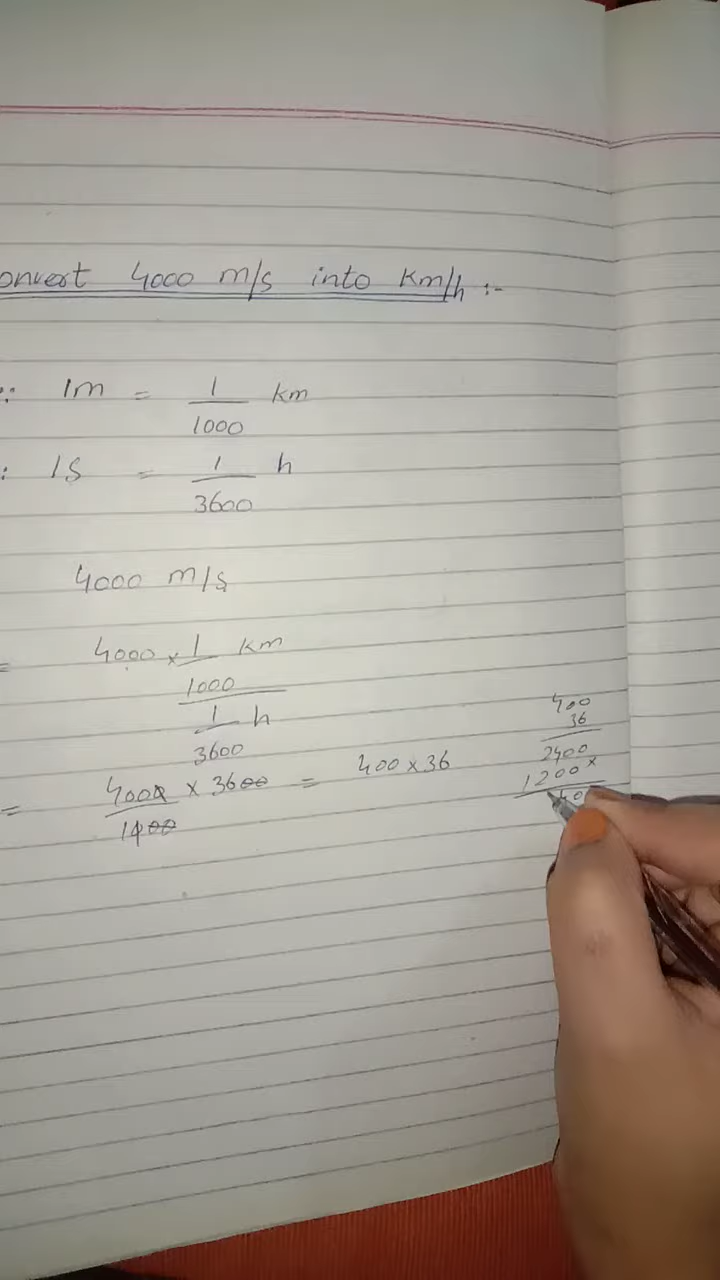 onvert 4000 m/s into Km/h :-
∵ 1m = 1/1000 km
: 1S = 1/3600 h
4000 m/s
= 4000 × 1 km
1000
1 h
3600
= 4000 × 3600 = 400 × 36
1000
400
36
2400
1200×
40